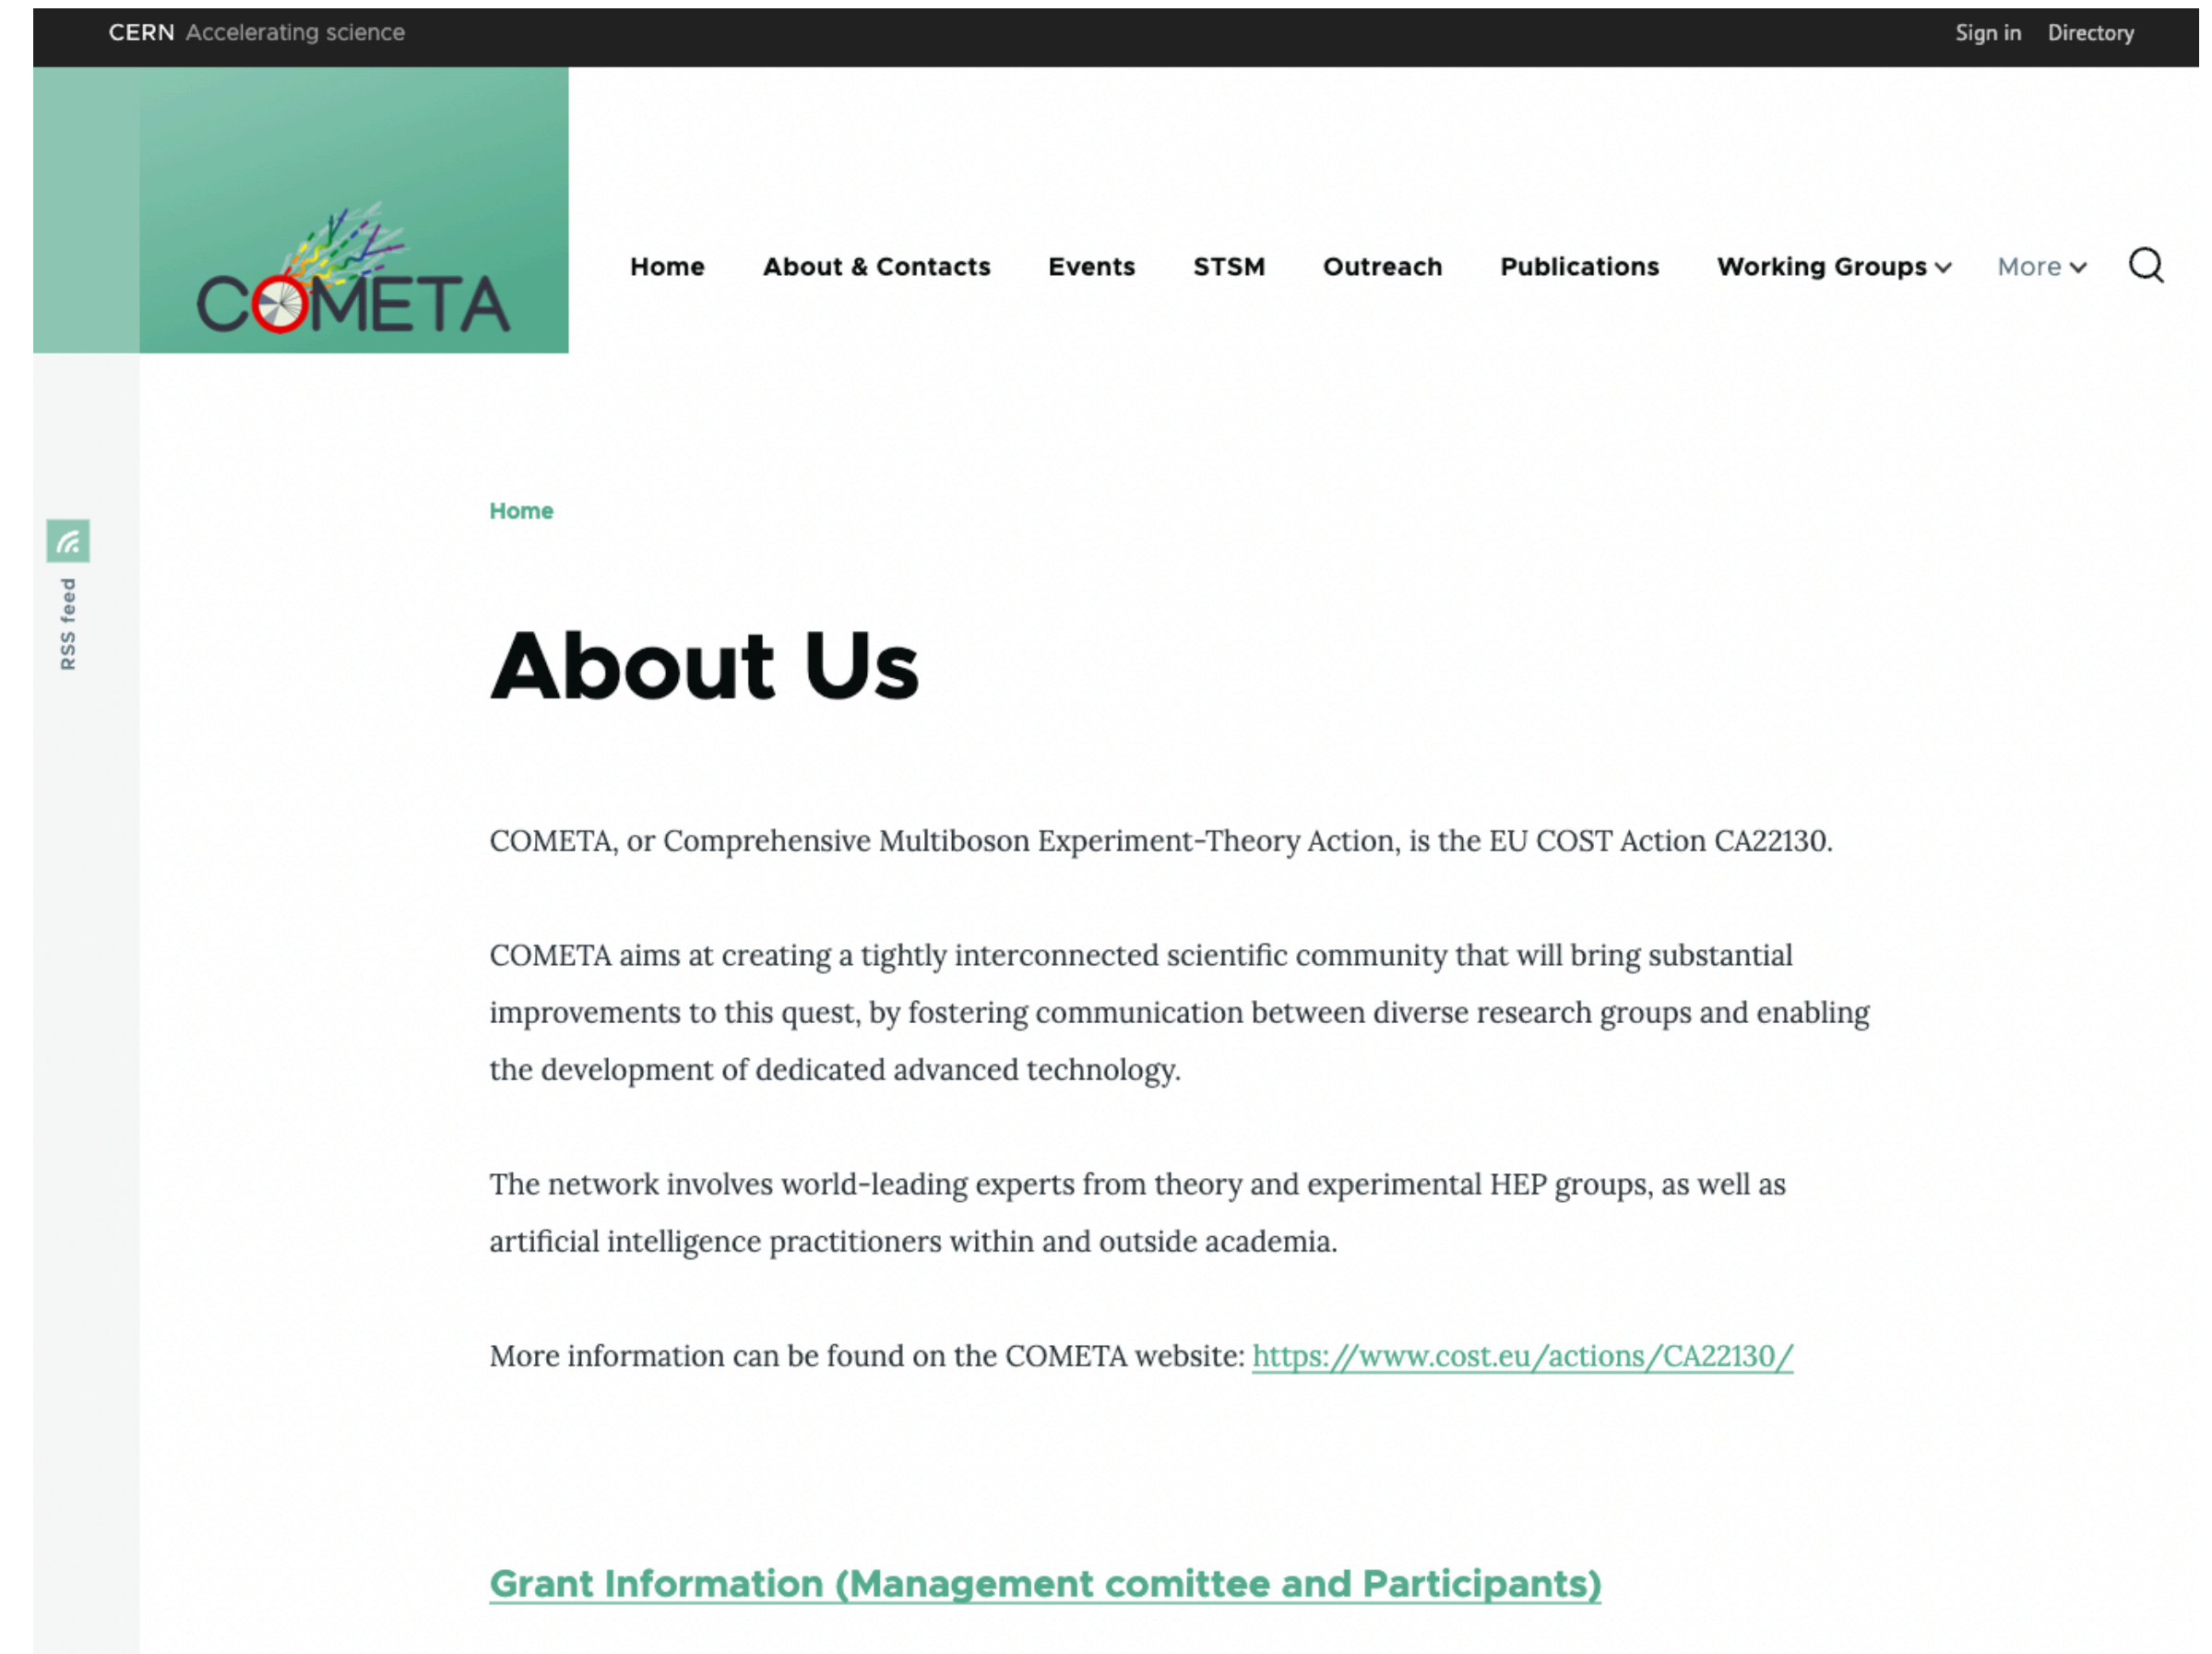 CERN Accelerating science
Sign in Directory
COMETA
Home About & Contacts Events STSM Outreach Publications Working Groups More
RSS feed
Home
About Us
COMETA, or Comprehensive Multiboson Experiment-Theory Action, is the EU COST Action CA22130.
COMETA aims at creating a tightly interconnected scientific community that will bring substantial
improvements to this quest, by fostering communication between diverse research groups and enabling
the development of dedicated advanced technology.
The network involves world-leading experts from theory and experimental HEP groups, as well as
artificial intelligence practitioners within and outside academia.
More information can be found on the COMETA website: https://www.cost.eu/actions/CA22130/
Grant Information (Management comittee and Participants)